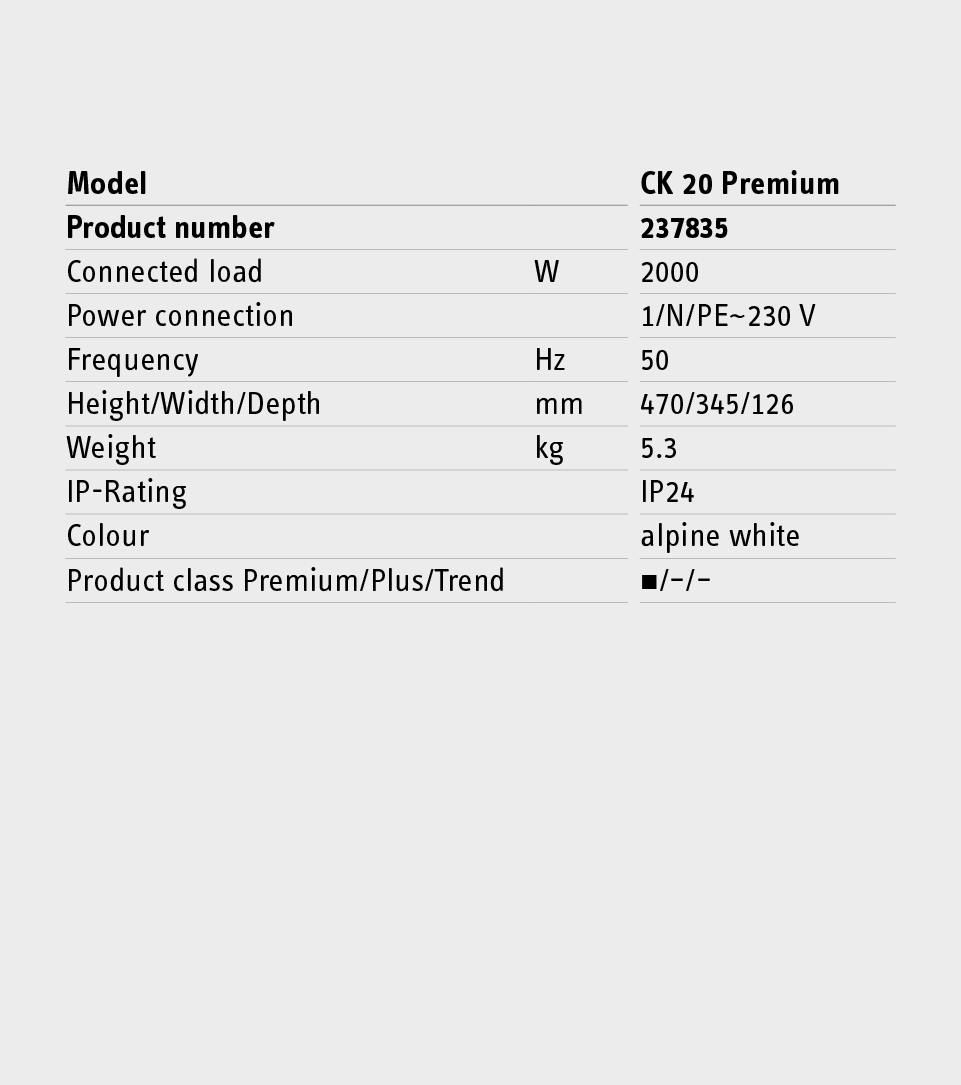 Model CK 20 Premium
Product number 237835
Connected load W 2000
Power connection 1/N/PE~230 V
Frequency Hz 50
Height/Width/Depth mm 470/345/126
Weight kg 5.3
IP-Rating IP24
Colour alpine white
Product class Premium/Plus/Trend ■/–/–